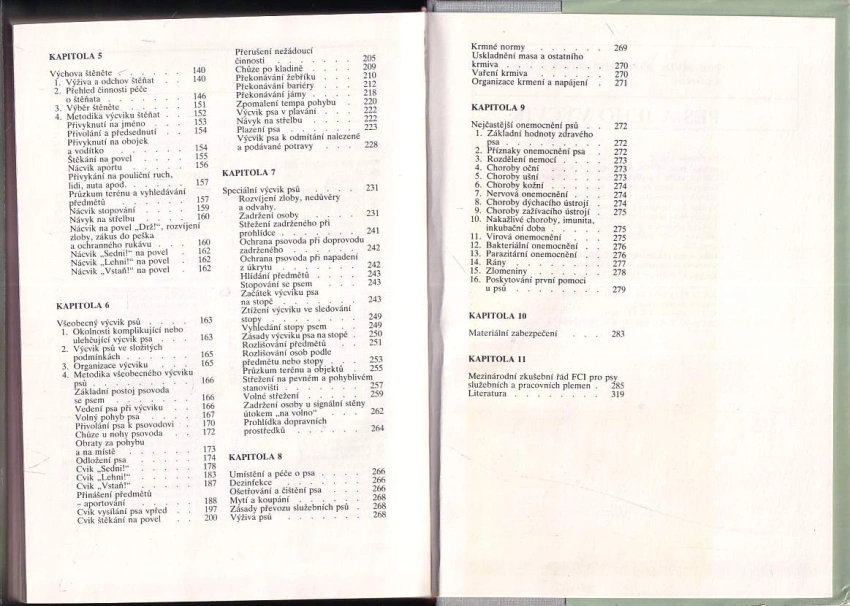 KAPITOLA 5
Výchova štěněte . . . . . . 140
1. Výživa a odchov štěňat . . 140
2. Přehled činnosti péče
o štěňata . . . . . . 146
3. Výběr štěněte . . . . . 151
4. Metodika výcviku štěňat . . 152
Přivyknutí na jméno . . . 153
Přivolání a předsednutí . . 154
Přivyknutí na obojek
a vodítko . . . . . . 154
Štěkání na povel . . . . 155
Nácvik aportu . . . . . 156
Přivykání na pouliční ruch,
lidi, auta apod. . . . . . 157
Průzkum terénu a vyhledávání
předmětů . . . . . . 157
Nácvik stopování . . . . 159
Návyk na střelbu . . . . 160
Nácvik na povel „Drž!“, rozvíjení
zloby, zákus do peška
a ochranného rukávu . . . 160
Nácvik „Sedni!“ na povel . 162
Nácvik „Lehni!“ na povel . 162
Nácvik „Vstaň!“ na povel . 162
KAPITOLA 6
Všeobecný výcvik psů . . . . 163
1. Okolnosti komplikující nebo
ulehčující výcvik psa . . . 163
2. Výcvik psů ve složitých
podmínkách . . . . . . 165
3. Organizace výcviku . . . 165
4. Metodika všeobecného výcviku
psů . . . . . . . . 166
Základní postoj psovoda
se psem . . . . . . . 166
Vedení psa při výcviku . . 166
Volný pohyb psa . . . . 167
Přivolání psa k psovodovi . 170
Chůze u nohy psovoda . . 172
Obraty za pohybu
a na místě . . . . . . 173
Odložení psa . . . . . 174
Cvik „Sedni!“ . . . . . 178
Cvik „Lehni!“ . . . . . 183
Cvik „Vstaň!“ . . . . . 187
Přinášení předmětů
– aportování . . . . . 188
Cvik vysílání psa vpřed . . 197
Cvik štěkání na povel . . 200
Přerušení nežádoucí
činnosti . . . . . . . 205
Chůze po kladině . . . . 209
Překonávání žebříku . . . 210
Překonávání bariéry . . . 212
Překonávání jámy . . . . 218
Zpomalení tempa pohybu . 220
Výcvik psa v plavání . . . 222
Návyk na střelbu . . . . 222
Plazení psa . . . . . . 223
Výcvik psa k odmítání nalezené
a podávané potravy . . . 228
KAPITOLA 7
Speciální výcvik psů . . . . 231
Rozvíjení zloby, nedůvěry
a odvahy.
Zadržení osoby . . . . 231
Střežení zadrženého při
prohlídce . . . . . . 241
Ochrana psovoda při doprovodu
zadrženého . . . . . . 242
Ochrana psovoda při napadení
z úkrytu . . . . . . . 242
Hlídání předmětů . . . . 243
Stopování se psem . . . 243
Začátek výcviku psa
na stopě . . . . . . . 243
Ztížení výcviku ve sledování
stopy . . . . . . . . 249
Vyhledání stopy psem . . 249
Zásady výcviku psa na stopě . 250
Rozlišování předmětů . . 251
Rozlišování osob podle
předmětu nebo stopy . . . 253
Průzkum terénu a objektů . 255
Střežení na pevném a pohyblivém
stanovišti . . . . . . 257
Volné střežení . . . . . 259
Zadržení osoby u signální stěny
útokem „na volno“ . . . 262
Prohlídka dopravních
prostředků . . . . . . 264
KAPITOLA 8
Umístění a péče o psa . . . . 266
Dezinfekce . . . . . . . 266
Ošetřování a čištění psa . . . 266
Mytí a koupání . . . . . . 268
Zásady převozu služebních psů . 268
Výživa psů . . . . . . . 268
Krmné normy . . . . . . 269
Uskladnění masa a ostatního
krmiva . . . . . . . . 270
Vaření krmiva . . . . . . 270
Organizace krmení a napájení . 271
KAPITOLA 9
Nejčastější onemocnění psů . . 272
1. Základní hodnoty zdravého
psa . . . . . . . . 272
2. Příznaky onemocnění psa . 272
3. Rozdělení nemocí . . . . 273
4. Choroby oční . . . . . 273
5. Choroby ušní . . . . . 273
6. Choroby kožní . . . . . 274
7. Nervová onemocnění . . . 274
8. Choroby dýchacího ústrojí . 274
9. Choroby zažívacího ústrojí . 275
10. Nakažlivé choroby, imunita,
inkubační doba . . . . . 275
11. Virová onemocnění . . . 275
12. Bakteriální onemocnění . . 276
13. Parazitární onemocnění . . 276
14. Rány . . . . . . . . 277
15. Zlomeniny . . . . . . 278
16. Poskytování první pomoci
u psů . . . . . . . . 279
KAPITOLA 10
Materiální zabezpečení . . . . 283
KAPITOLA 11
Mezinárodní zkušební řád FCI pro psy
služebních a pracovních plemen . 285
Literatura . . . . . . . . 319